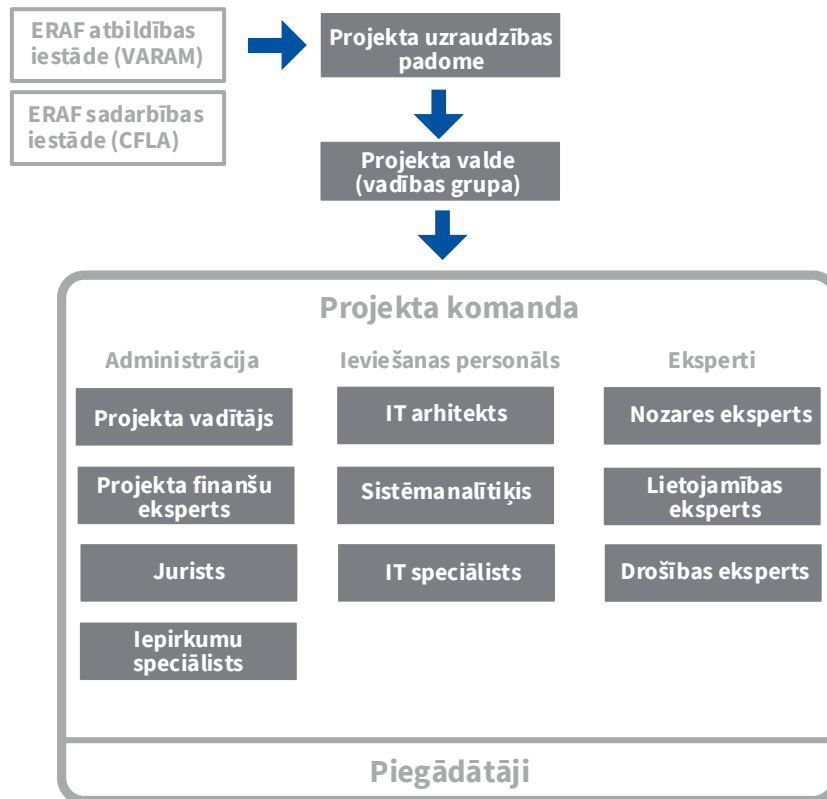 ERAF atbildības
iestāde (VARAM)
Projekta uzraudzības
padome
ERAF sadarbības
iestāde (CFLA)
Projekta valde
(vadības grupa)
Projekta komanda
Administrācija
Ieviešanas personāls
Eksperti
Projekta vadītājs
IT arhitekts
Nozares eksperts
Projekta finanšu
eksperts
Sistēmanalītiķis
Lietojamības
eksperts
Jurists
IT speciālists
Drošības eksperts
Iepirkumu
speciālists
Piegādātāji